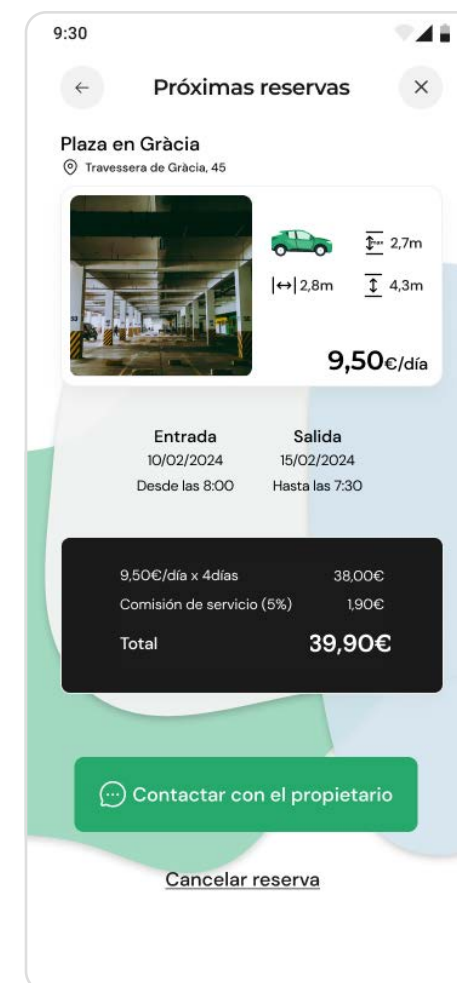 9:30
Próximas reservas
Plaza en Gràcia
Travessera de Gràcia, 45
max 2,7m
2,8m 4,3m
9,50€/día
Entrada Salida
10/02/2024 15/02/2024
Desde las 8:00 Hasta las 7:30
9,50€/día x 4días 38,00€
Comisión de servicio (5%) 1,90€
Total 39,90€
Contactar con el propietario
Cancelar reserva